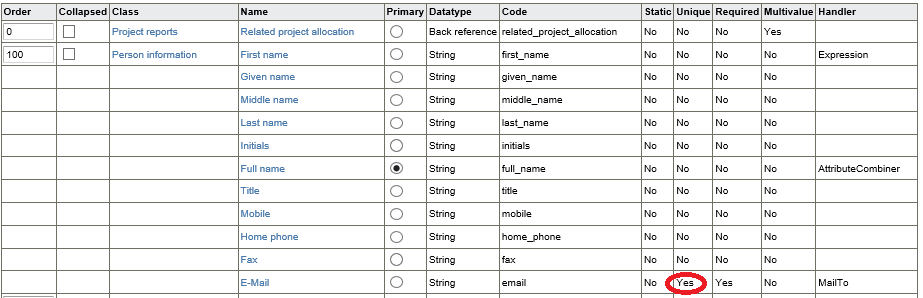 Order Collapsed Class Name Primary Datatype Code Static Unique Required Multivalue Handler
0 Project reports Related project allocation Back reference related_project_allocation No No No Yes
100 Person information First name String first_name No No No No Expression
Given name String given_name No No No No
Middle name String middle_name No No No No
Last name String last_name No No No No
Initials String initials No No No No
Full name String full_name No No No No AttributeCombiner
Title String title No No No No
Mobile String mobile No No No No
Home phone String home_phone No No No No
Fax String fax No No No No
E-Mail String email No Yes Yes No MailTo